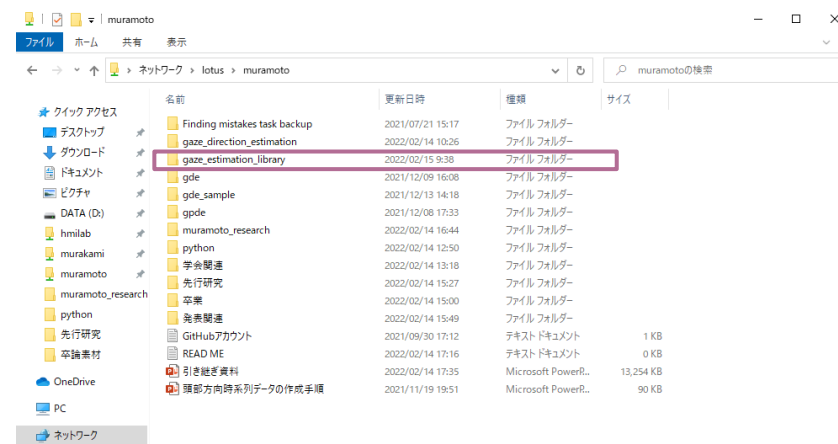 muramoto
ファイル ホーム 共有 表示
ネットワーク > lotus > muramoto
muramotoの検索
クイック アクセス
デスクトップ
ダウンロード
ドキュメント
ピクチャ
DATA (D:)
hmilab
murakami
muramoto
muramoto_research
python
先行研究
卒論素材
OneDrive
PC
ネットワーク
名前 更新日時 種類 サイズ
Finding mistakes task backup 2021/07/21 15:17 ファイル フォルダー
gaze_direction_estimation 2022/02/14 10:26 ファイル フォルダー
gaze_estimation_library 2022/02/15 9:38 ファイル フォルダー
gde 2021/12/09 16:08 ファイル フォルダー
gde_sample 2021/12/13 14:18 ファイル フォルダー
gpde 2021/12/08 17:33 ファイル フォルダー
muramoto_research 2022/02/14 16:44 ファイル フォルダー
python 2022/02/14 12:50 ファイル フォルダー
学会関連 2022/02/14 13:18 ファイル フォルダー
先行研究 2022/02/14 15:27 ファイル フォルダー
卒業 2022/02/14 15:00 ファイル フォルダー
発表関連 2022/02/14 15:49 ファイル フォルダー
GitHubアカウント 2021/09/30 17:12 テキスト ドキュメント 1 KB
READ ME 2022/02/14 17:16 テキスト ドキュメント 0 KB
引き継ぎ資料 2022/02/14 17:35 Microsoft PowerP... 13,254 KB
頭部方向時系列データの作成手順 2021/11/19 19:51 Microsoft PowerP... 90 KB